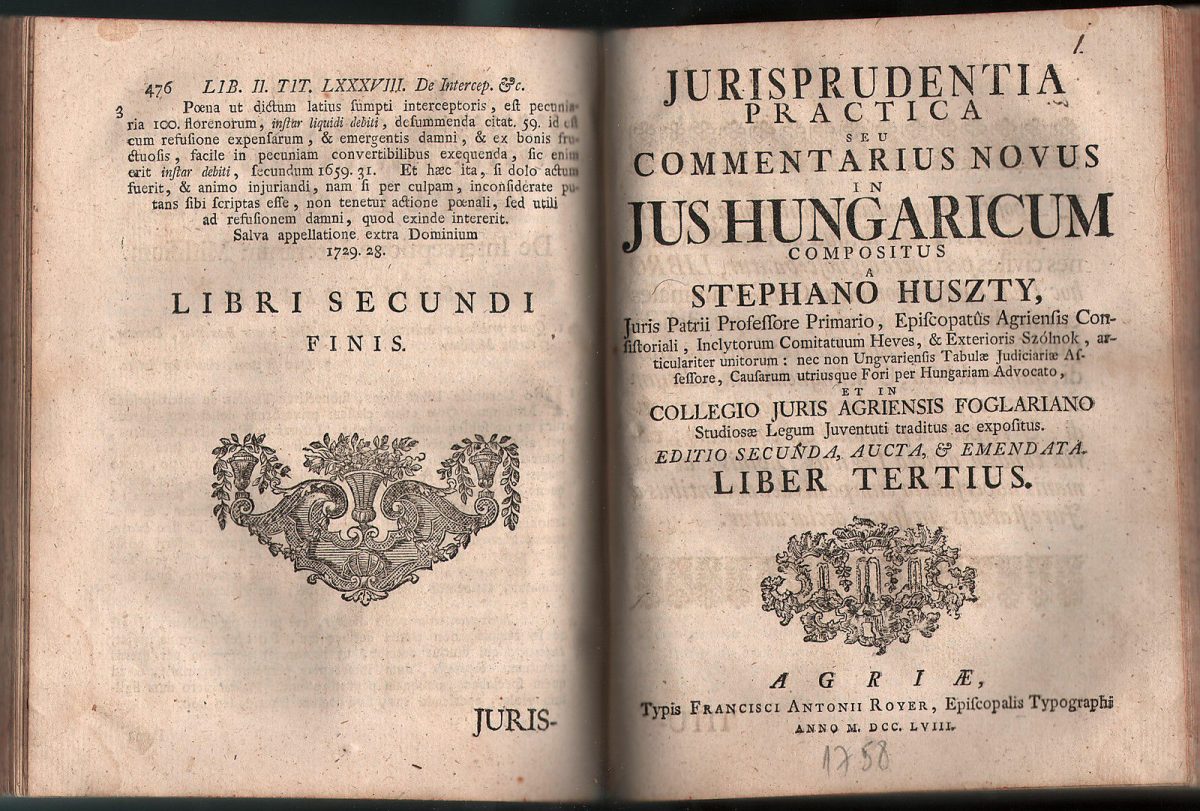 476 LIB. II. TIT. LXXXVIII. De Intercep. &c.
3 Pœna ut dictum latius ſumpti interceptoris, eſt pecunia-
ria 100. florenorum, inſtar liquidi debiti, deſummenda citat. 59. id eſt
cum refuſione expenſarum, & emergentis damni, & ex bonis fru-
ctuoſis, facile in pecuniam convertibilibus exequenda, ſic enim
erit inſtar debiti, ſecundum 1659. 31. Et hæc ita, ſi dolo actum
fuerit, & animo injuriandi, nam ſi per culpam, inconſiderate pu-
tans ſibi ſcriptas eſſe, non tenetur actione pœnali, ſed utili
ad refuſionem damni, quod exinde intererit.
Salva appellatione extra Dominium
1729. 28.
LIBRI SECUNDI
FINIS.
JURIS-
1.
JURISPRUDENTIA
PRACTICA
SEU
COMMENTARIUS NOVUS
IN
JUS HUNGARICUM
COMPOSITUS
A
STEPHANO HUSZTY,
Juris Patrii Profeſſore Primario, Epiſcopatûs Agrienſis Con-
ſiſtoriali, Inclytorum Comitatuum Heves, & Exterioris Szólnok, ar-
ticulariter unitorum: nec non Ungvarienſis Tabulæ Judiciariæ Aſ-
ſeſſore, Cauſarum utriusque Fori per Hungariam Advocato,
ET IN
COLLEGIO JURIS AGRIENSIS FOGLARIANO
Studioſæ Legum Juventuti traditus ac expoſitus.
EDITIO SECUNDA, AUCTA, & EMENDATA.
LIBER TERTIUS.
AGRIÆ,
Typis FRANCISCI ANTONII ROYER, Epiſcopalis Typographi
ANNO M. DCC. LVIII.
1758